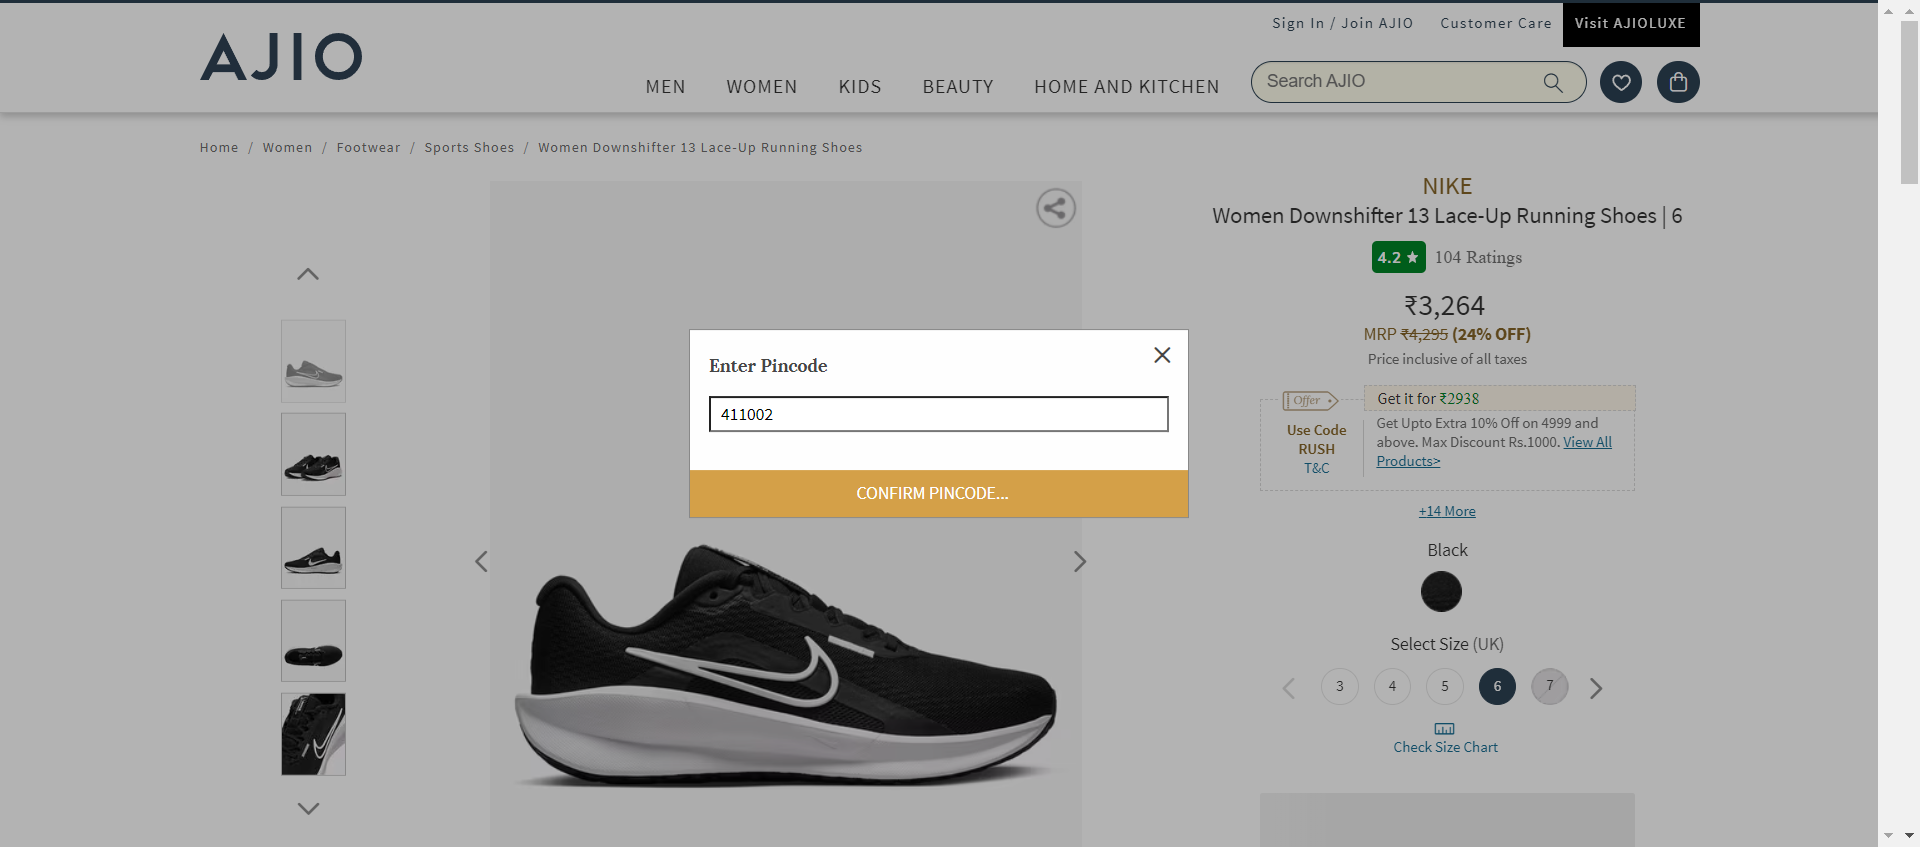 Sign In / Join AJIO
Customer Care
Visit AJIOLUXE
AJIO
MEN
WOMEN
KIDS
BEAUTY
HOME AND KITCHEN
Search AJIO
Home / Women / Footwear / Sports Shoes / Women Downshifter 13 Lace-Up Running Shoes
NIKE
Women Downshifter 13 Lace-Up Running Shoes | 6
4.2 ★ 104 Ratings
₹3,264
MRP ₹4,295 (24% OFF)
Price inclusive of all taxes
Offer
Get it for ₹2938
Use Code
RUSH
T&C
Get Upto Extra 10% Off on 4999 and
above. Max Discount Rs.1000. View All
Products>
+14 More
Black
Select Size (UK)
3
4
5
6
7
Check Size Chart
Enter Pincode
411002
CONFIRM PINCODE...